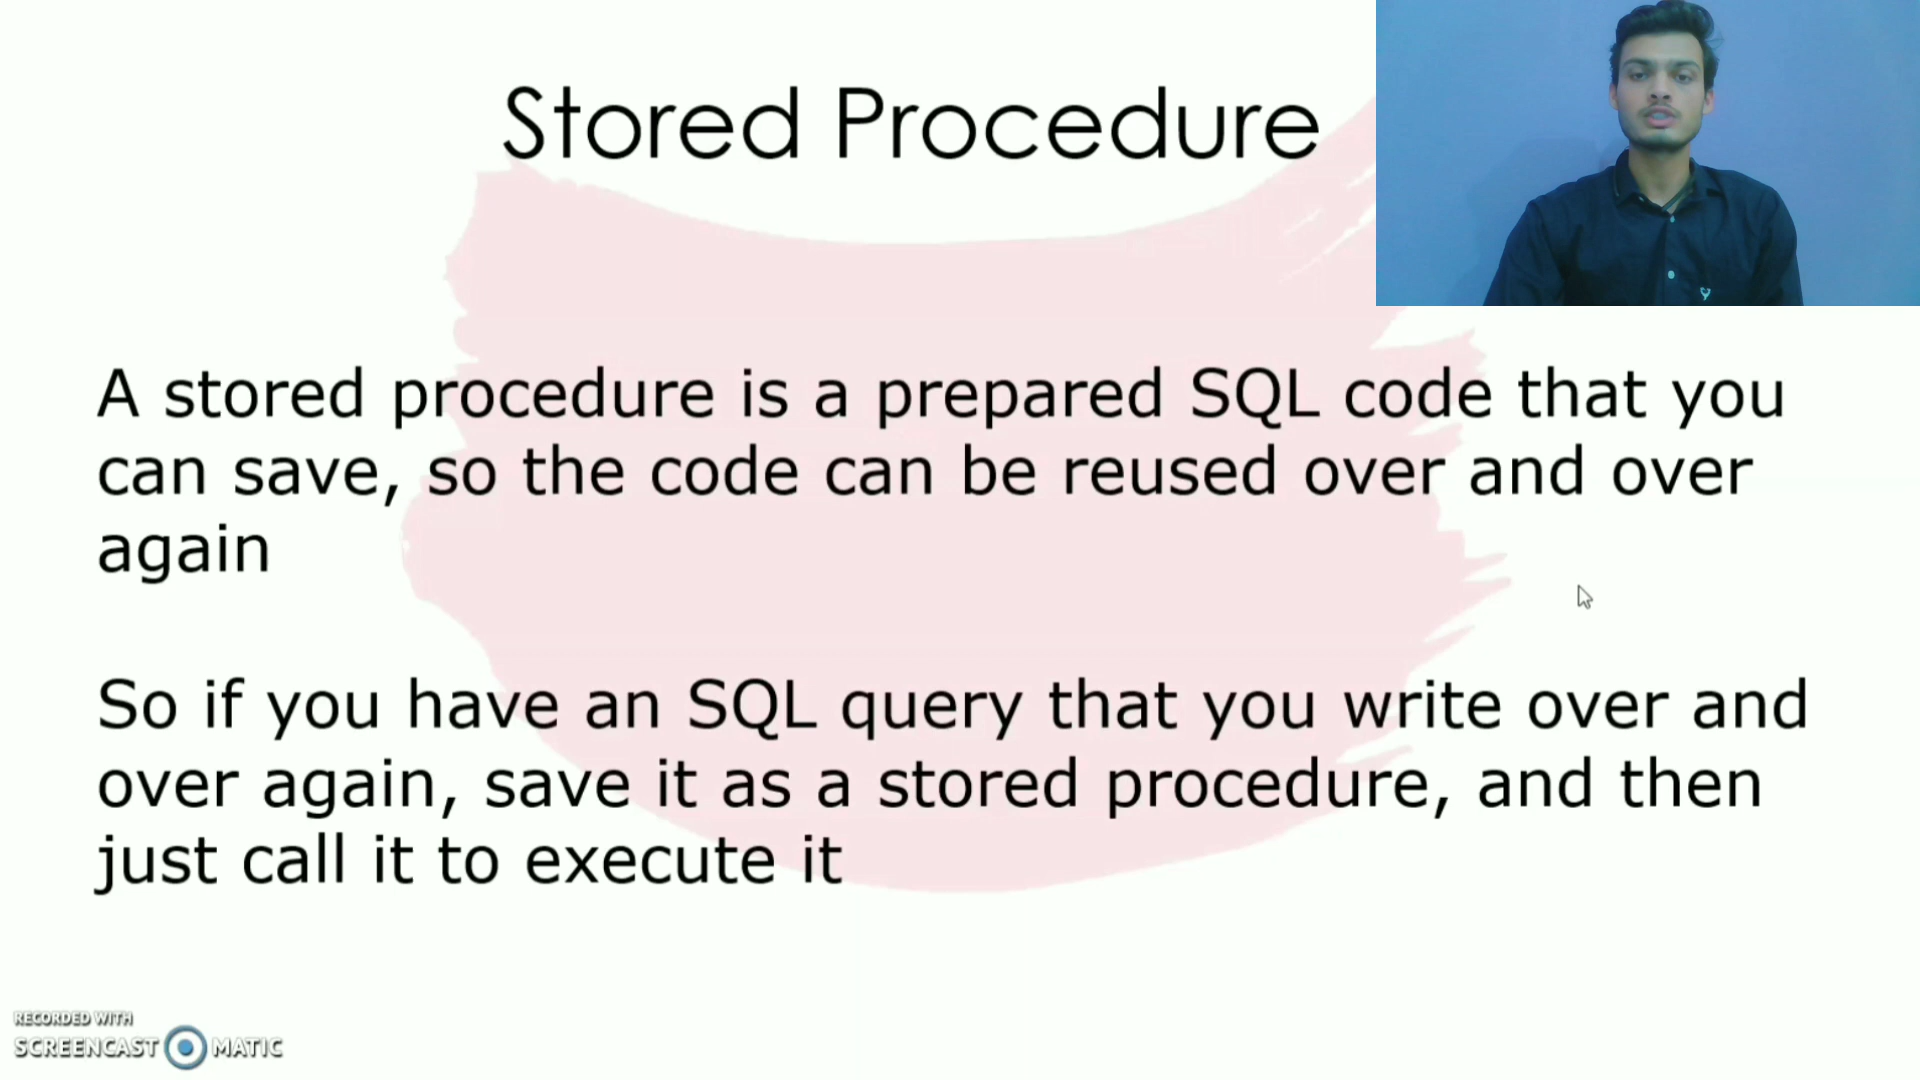 Stored Procedure
A stored procedure is a prepared SQL code that you
can save, so the code can be reused over and over
again
So if you have an SQL query that you write over and
over again, save it as a stored procedure, and then
just call it to execute it
RECORDED WITH
SCREENCAST MATIC